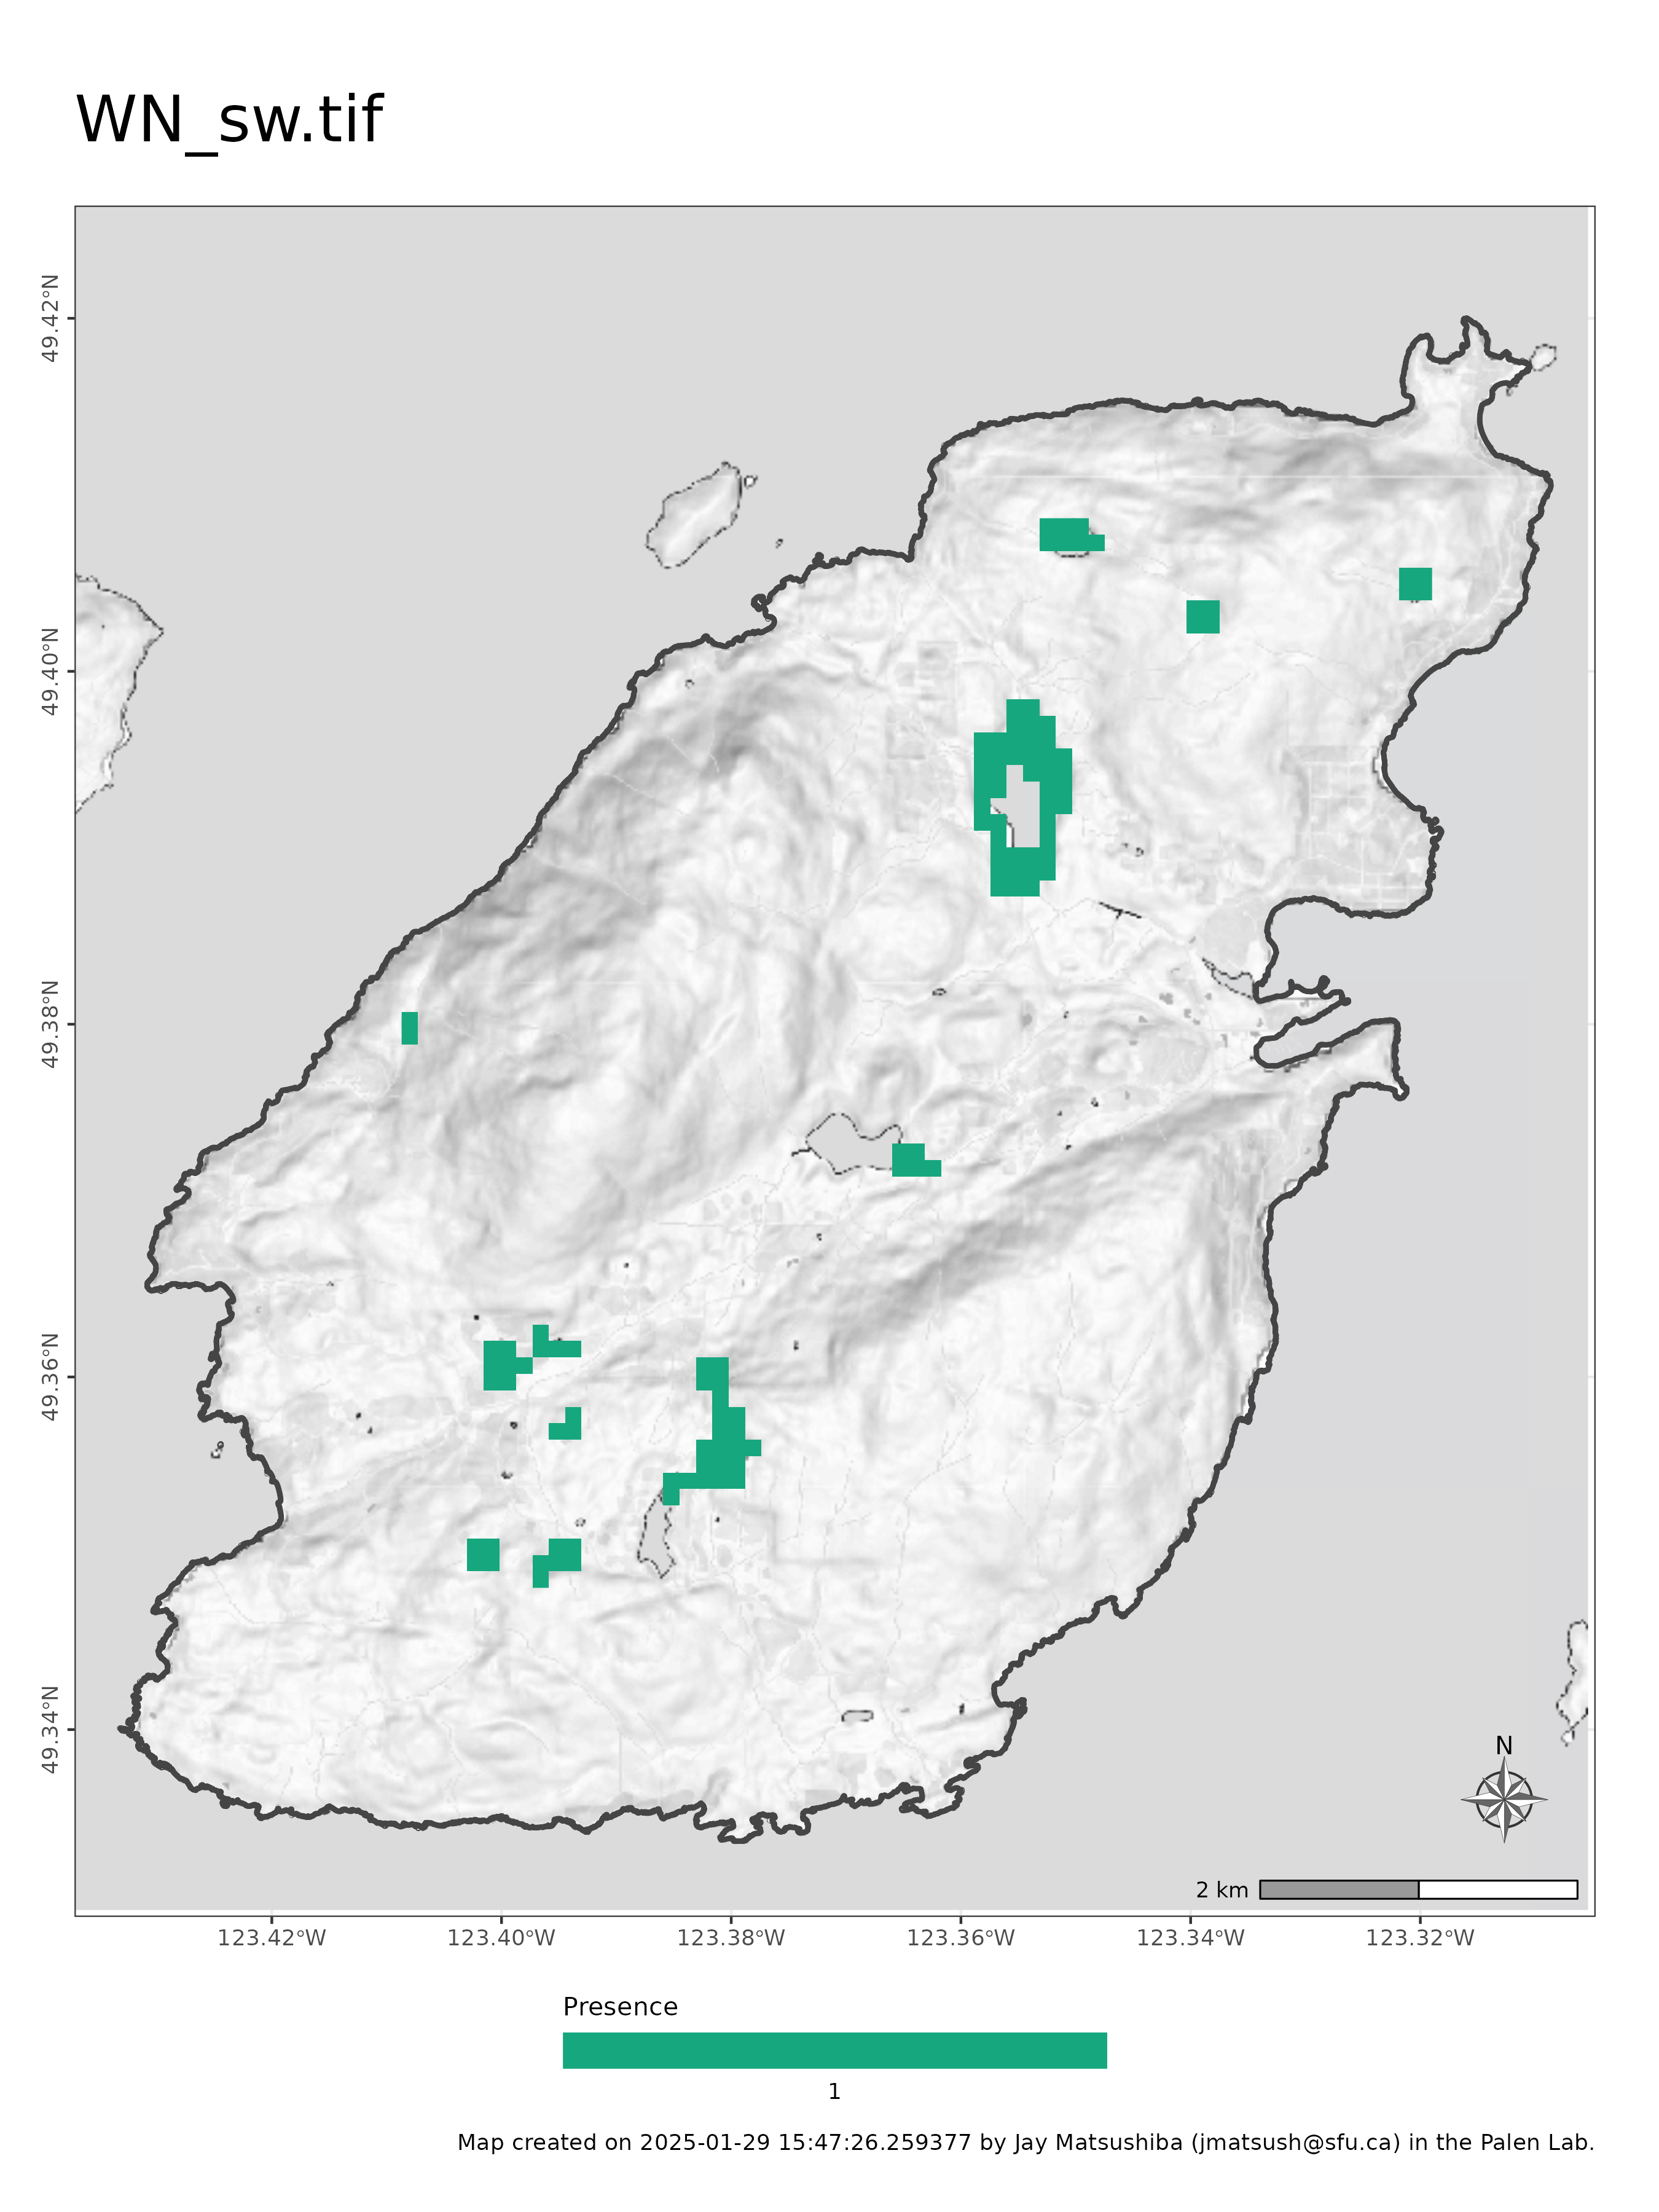 WN_sw.tif
49.42°N
49.40°N
49.38°N
49.36°N
49.34°N
N
2 km
123.42°W 123.40°W 123.38°W 123.36°W 123.34°W 123.32°W
Presence
1
Map created on 2025-01-29 15:47:26.259377 by Jay Matsushiba (jmatsush@sfu.ca) in the Palen Lab.